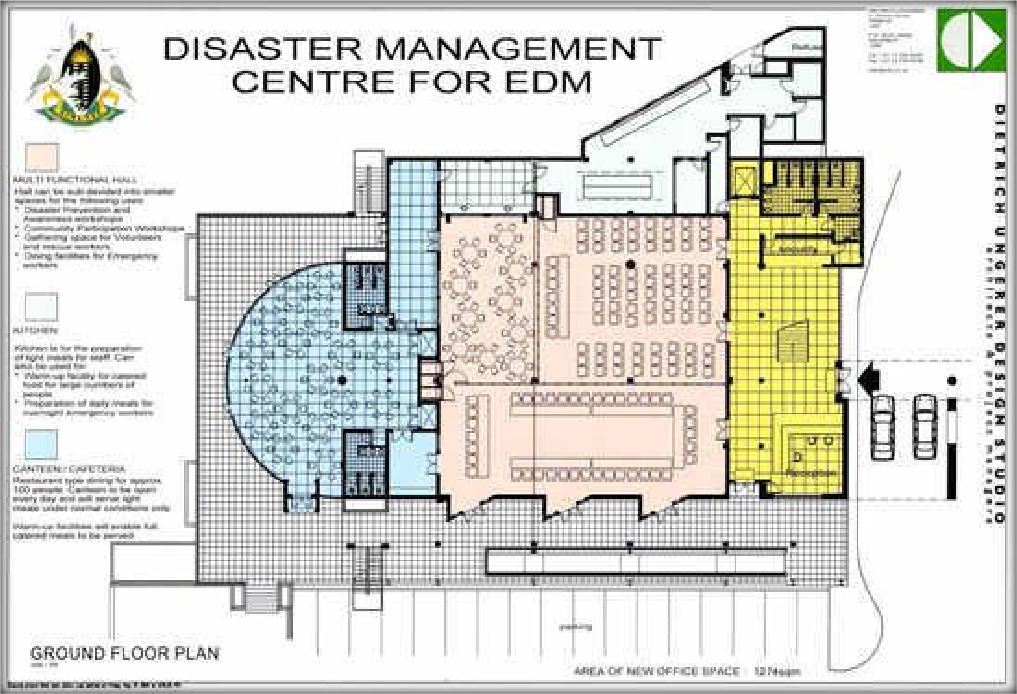 DISASTER MANAGEMENT
CENTRE FOR EDM
MULTI FUNCTIONAL HALL
Hall can be sub-devided into smaller
spaces for the following uses
* Disaster Prevention and
Awareness workshops
* Community Participation Workshops
* Gathering space for Volunteers
and rescue workers
* Dining facilities for Emergency
workers
KITCHEN
Kitchen is for the preparation
of light meals for staff. Can
also be used for
* Warm-up facility for catered
food for large numbers of
people
* Preparation of daily meals for
overnight emergency workers
CANTEEN / CAFETERIA
Restaurant type dining for approx
100 people. Canteen to be open
every day and will serve light
meals under normal conditions only
Warm-up facilities will enable full
catered meals to be served
security
Reception
parking
GROUND FLOOR PLAN
AREA OF NEW OFFICE SPACE : 1274sqm
DIETRICH UNGERER DESIGN STUDIO
architects & project managers